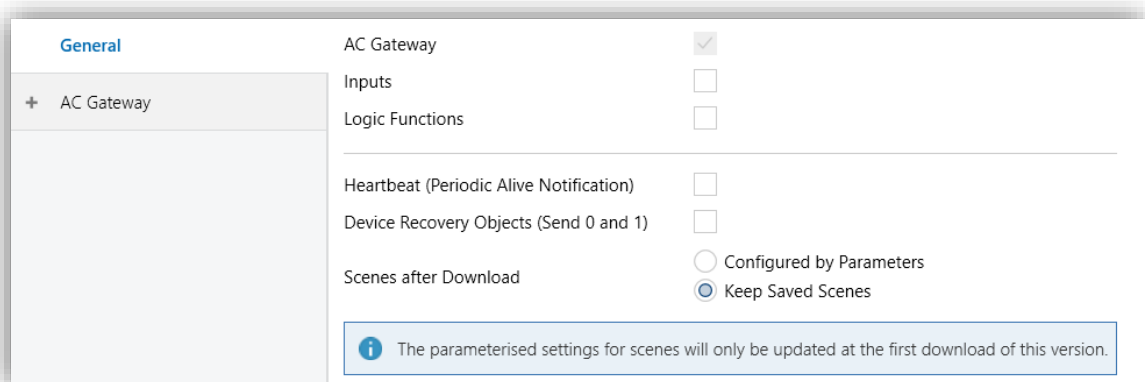 General
+ AC Gateway
AC Gateway
Inputs
Logic Functions
Heartbeat (Periodic Alive Notification)
Device Recovery Objects (Send 0 and 1)
Scenes after Download
Configured by Parameters
Keep Saved Scenes
The parameterised settings for scenes will only be updated at the first download of this version.